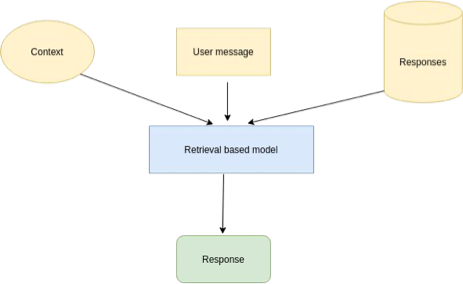 Context
User message
Responses
Retrieval based model
Response